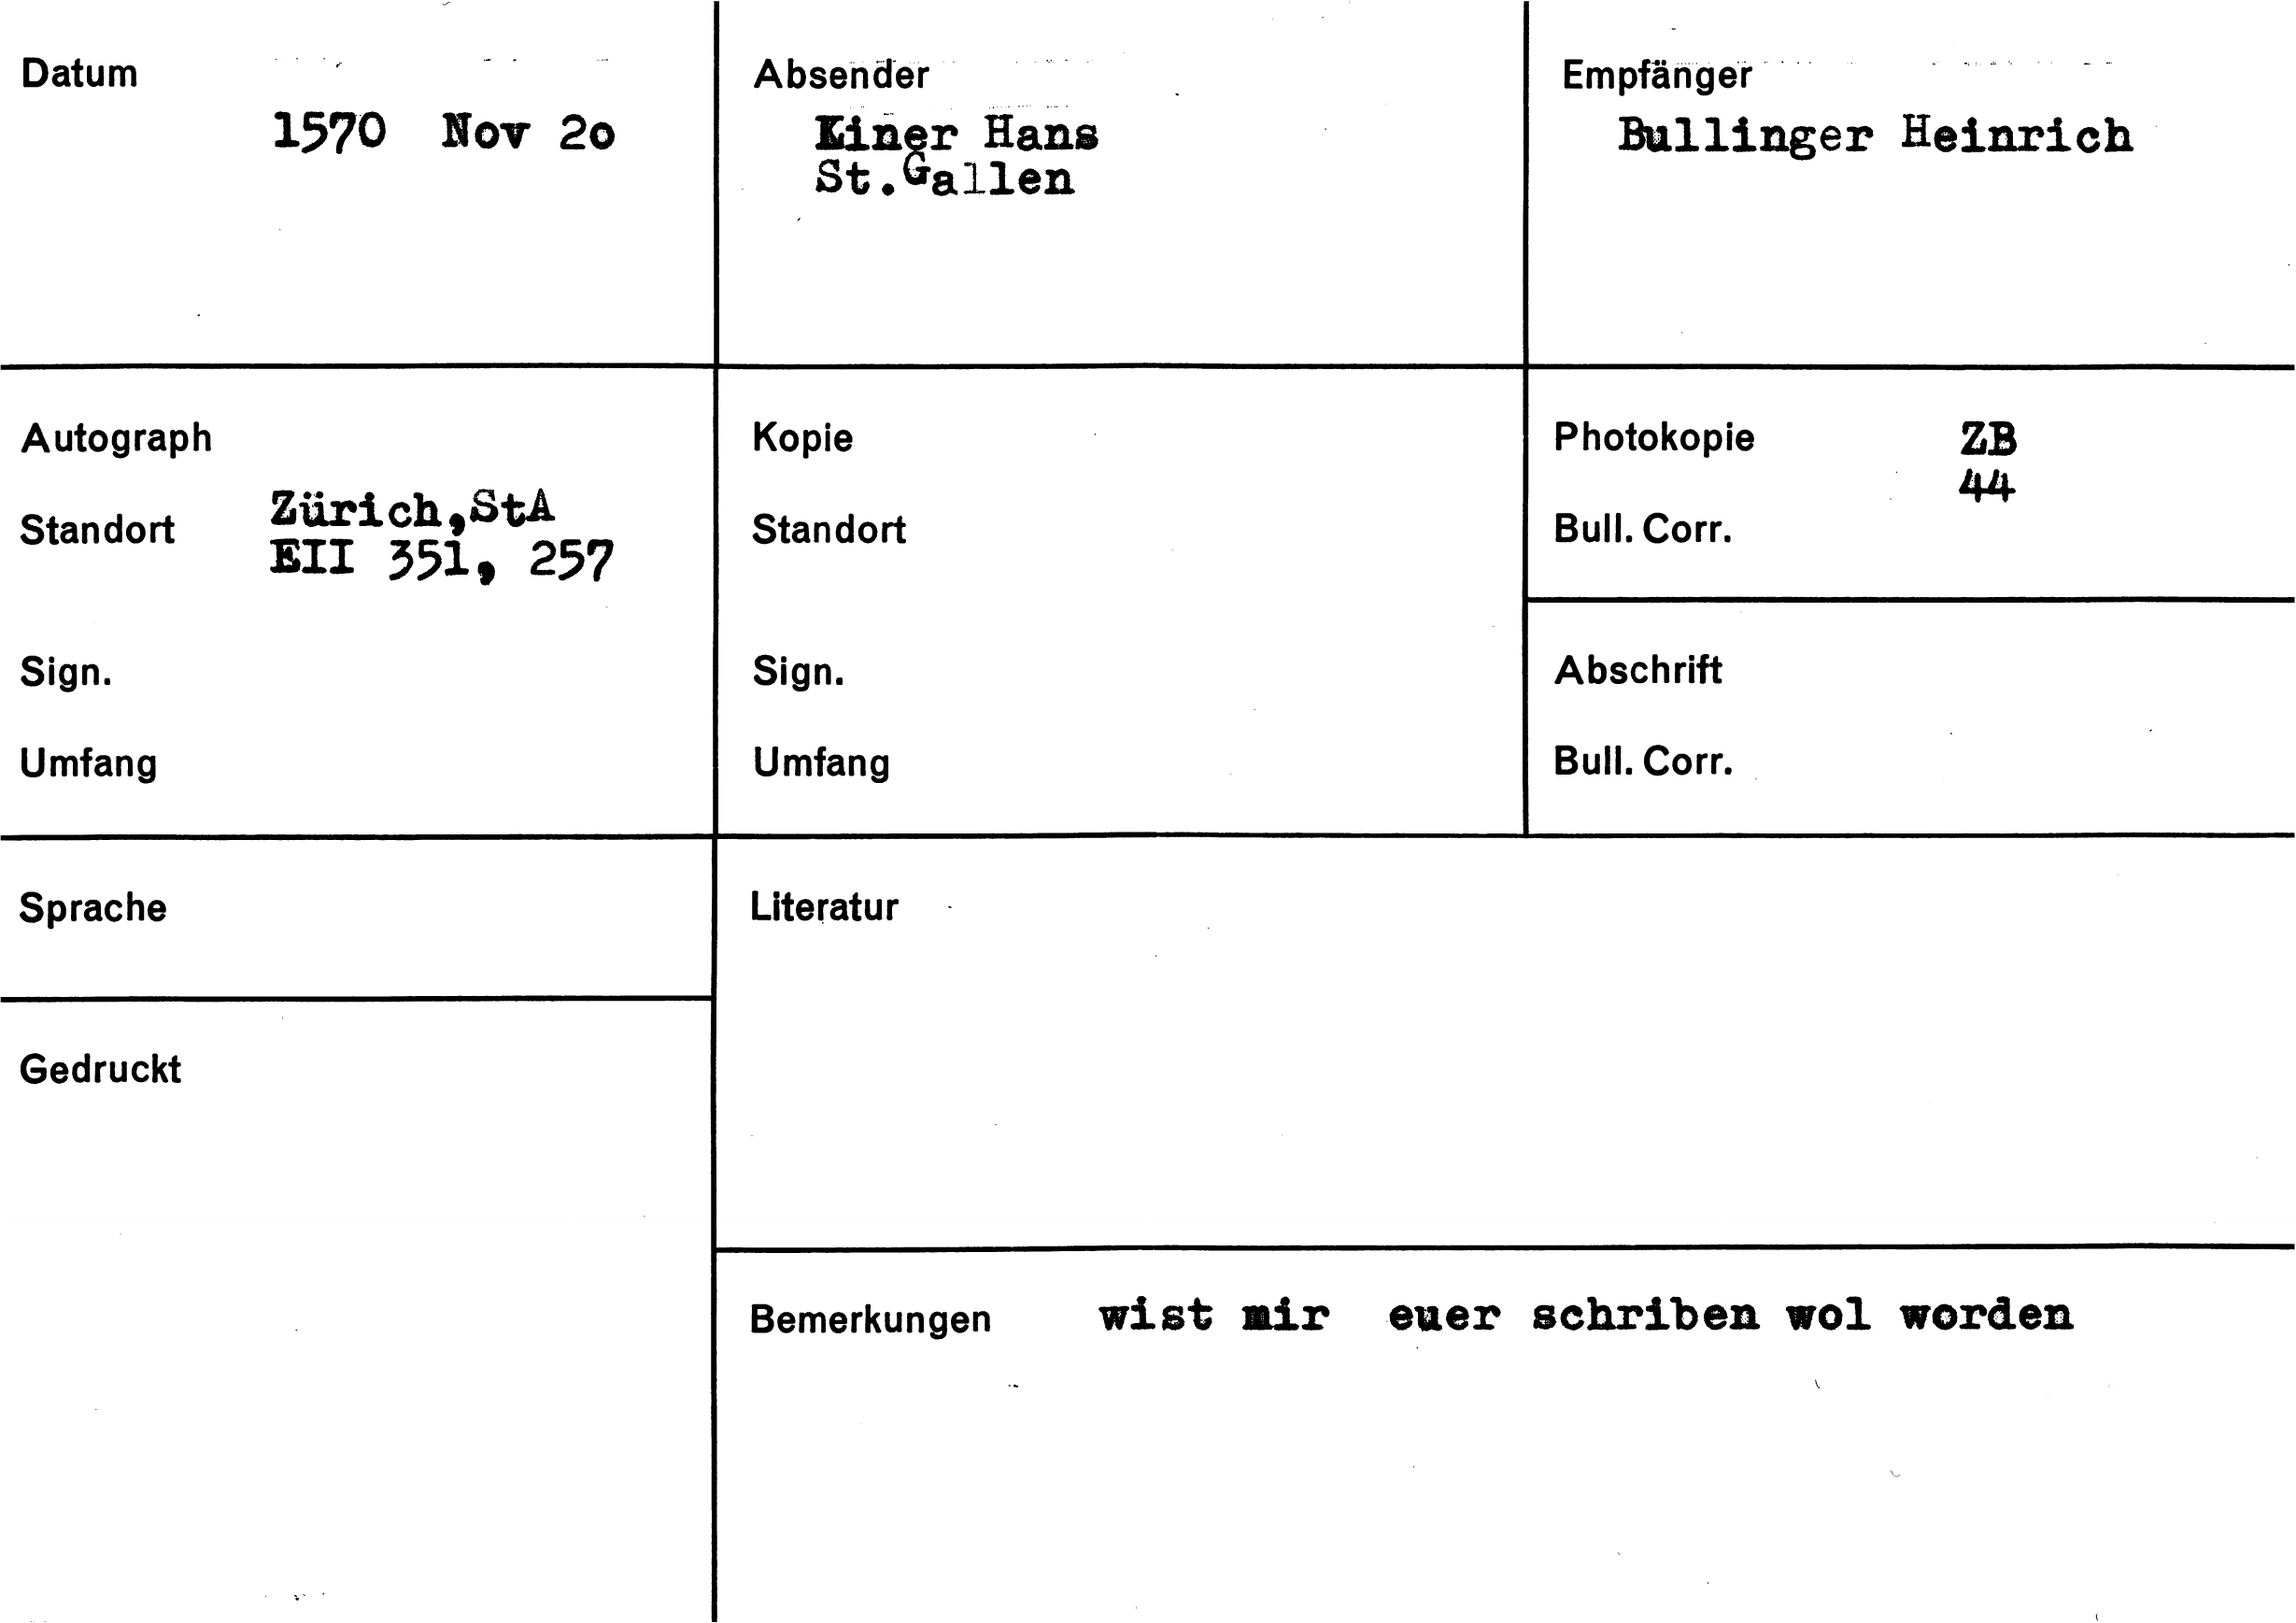 Datum
1570 Nov 2o
Absender
Liner Hans
St.Gallen
Empfänger
Bullinger Heinrich
Autograph
Standort
Zürich,StA
EII 351, 257
Sign.
Umfang
Kopie
Standort
Sign.
Umfang
Photokopie ZB
44
Bull. Corr.
Abschrift
Bull. Corr.
Sprache
Gedruckt
Literatur
Bemerkungen wist mir euer schriben wol worden